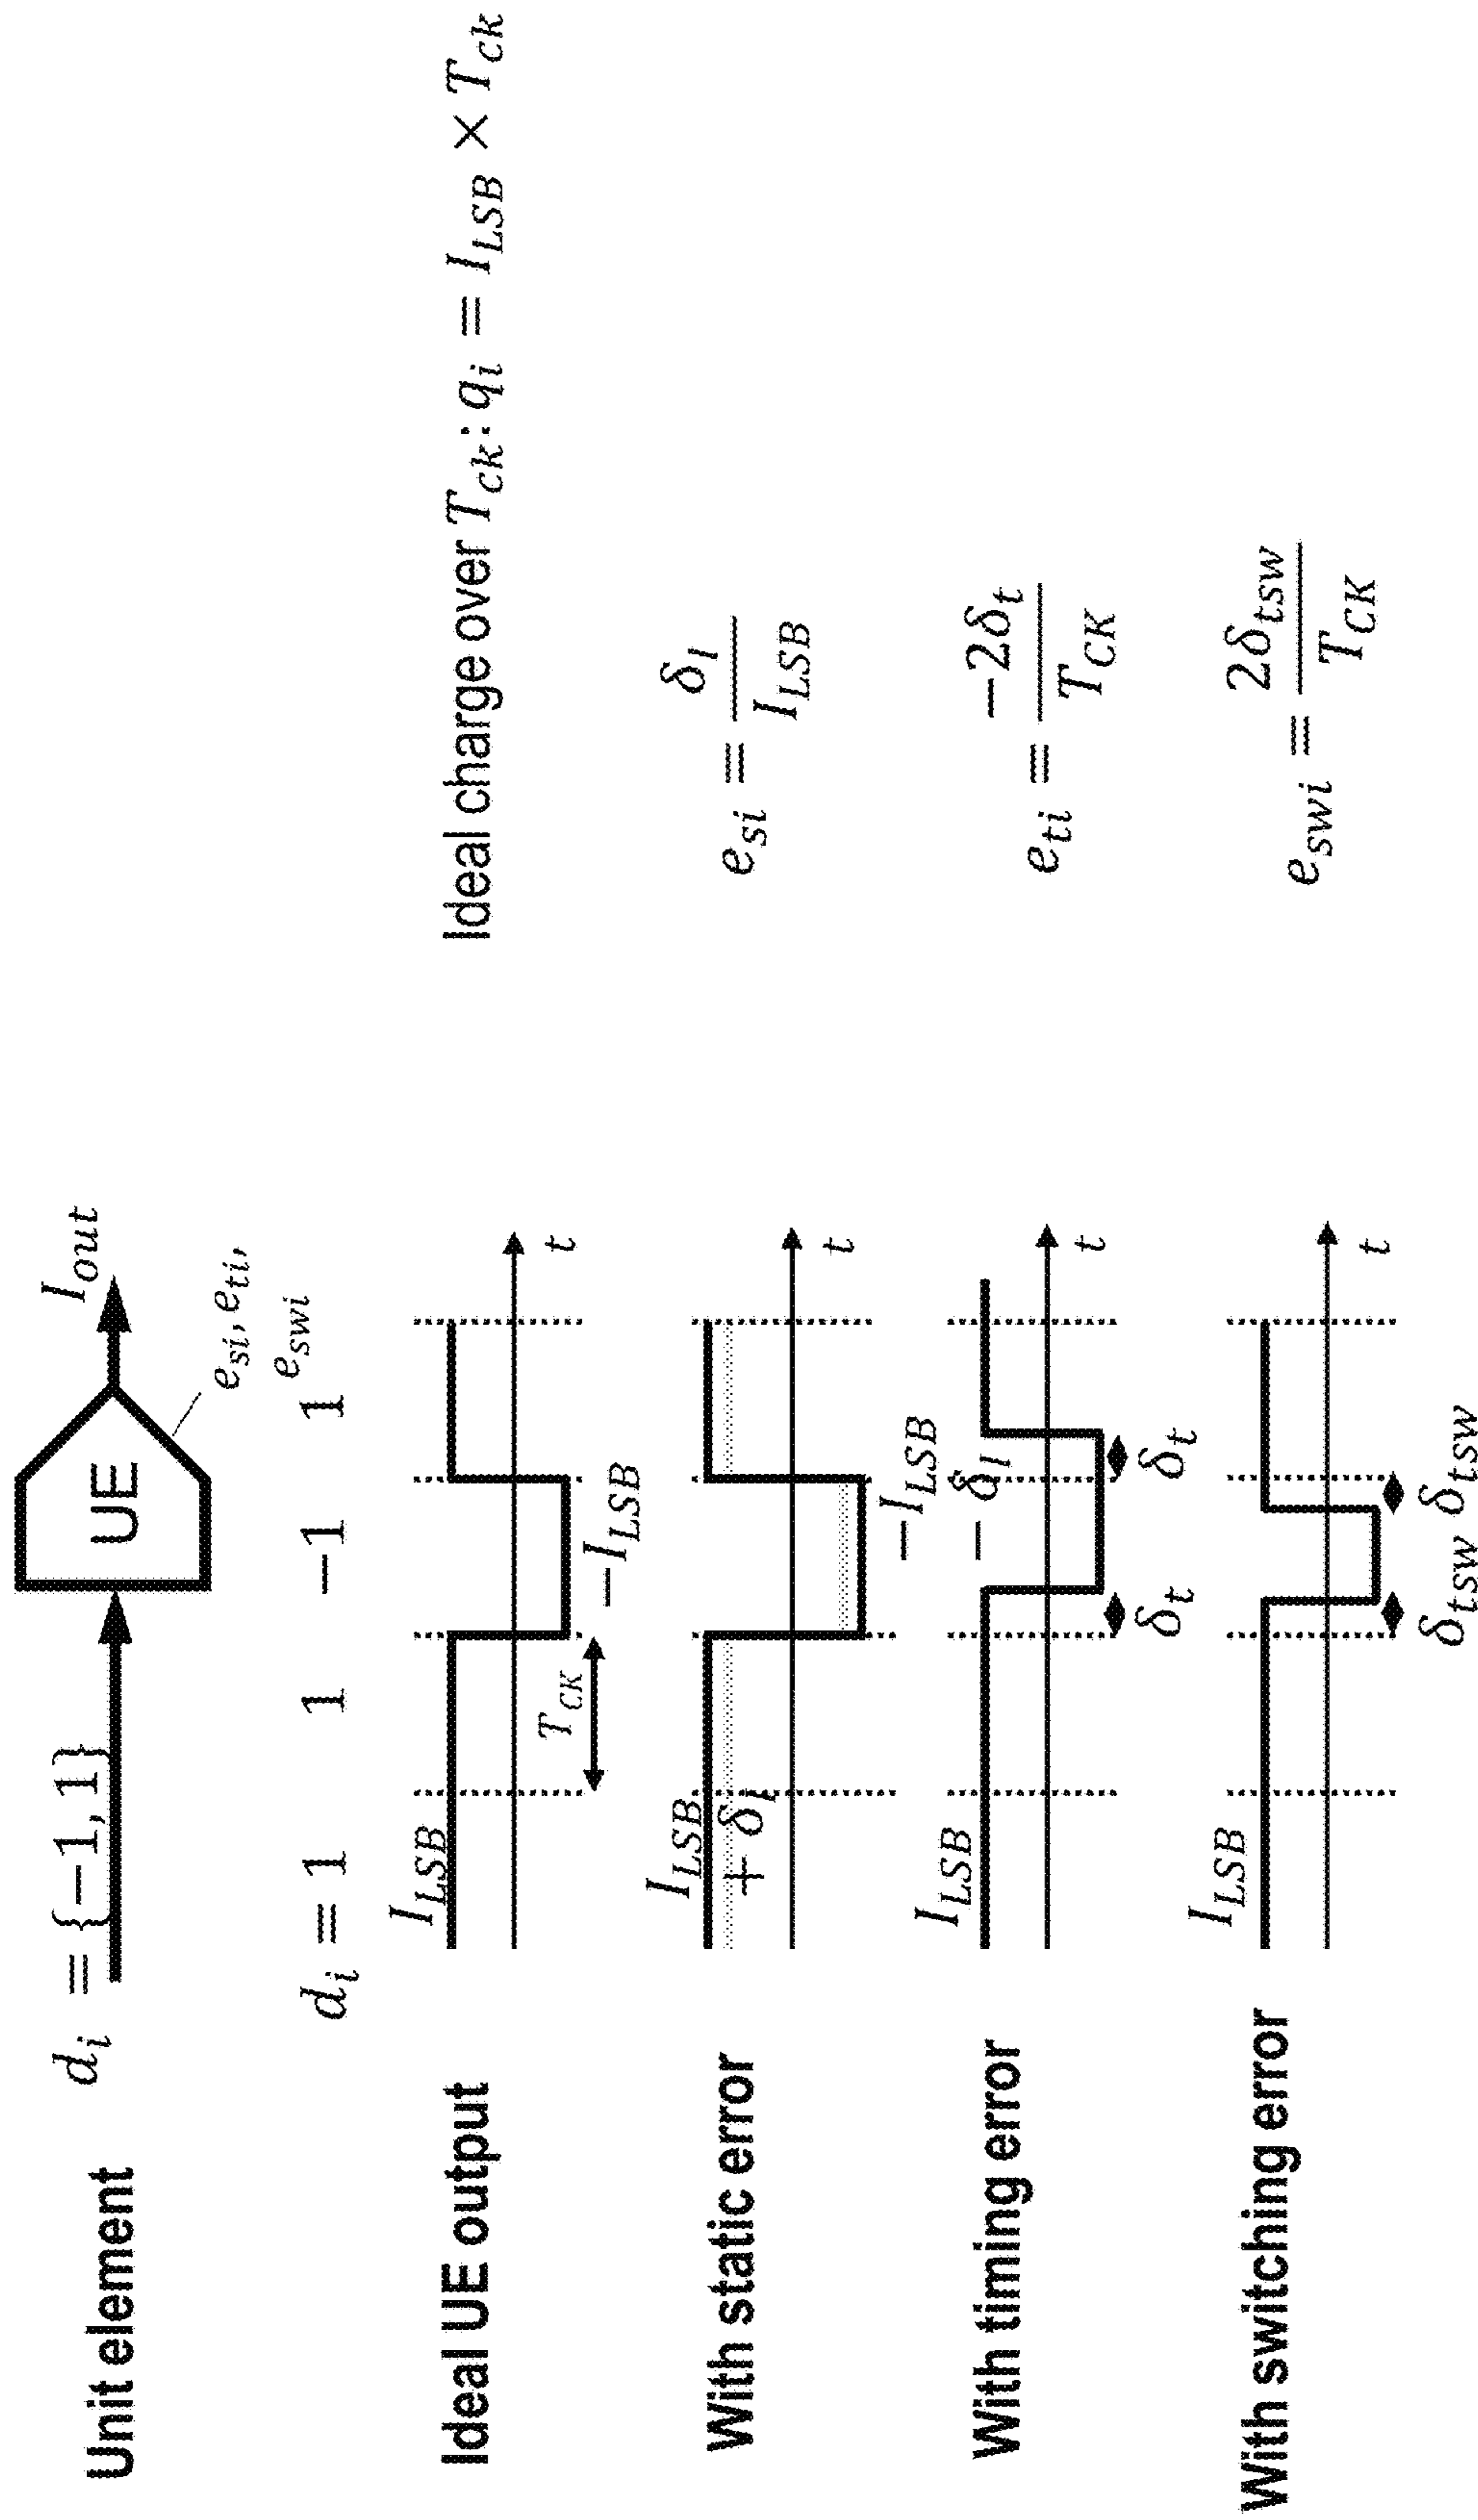 Unit element
d_i = {−1, 1}
UE
I_out
e_si, e_ti,
e_swi
d_i = 1 1 −1 1
Ideal UE output
I_LSB
T_CK
−I_LSB
t
Ideal charge over T_ck: q_i = I_LSB × T_ck
With static error
I_LSB
+ δ_I
−I_LSB
− δ_I
t
e_si = δ_I / I_LSB
With timing error
I_LSB
δ_t δ_t
t
e_ti = −2δ_t / T_CK
With switching error
I_LSB
δ_tsw δ_tsw
t
e_swi = 2δ_tsw / T_CK